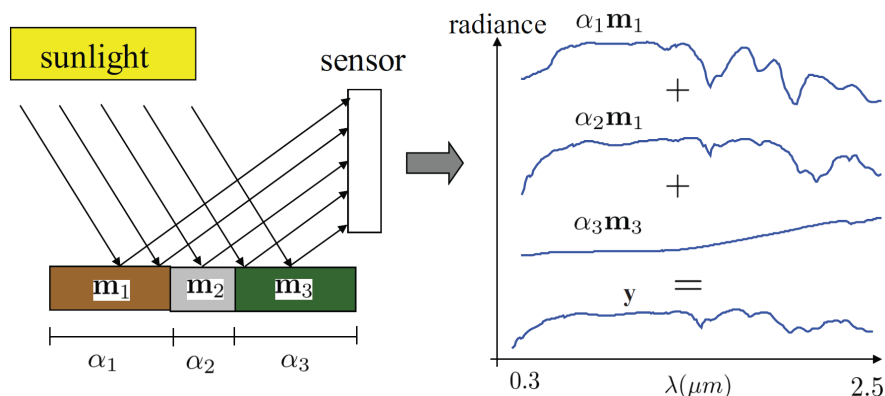 sunlight
sensor
m₁ m₂ m₃
α₁ α₂ α₃
radiance
α₁m₁
+
α₂m₁
+
α₃m₃
y =
0.3 λ(μm) 2.5